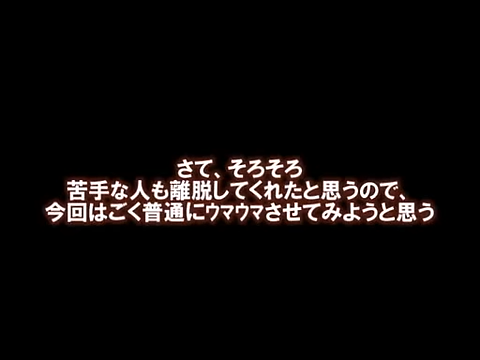 さて、そろそろ
苦手な人も離脱してくれたと思うので、
今回はごく普通にｳﾏｳﾏさせてみようと思う